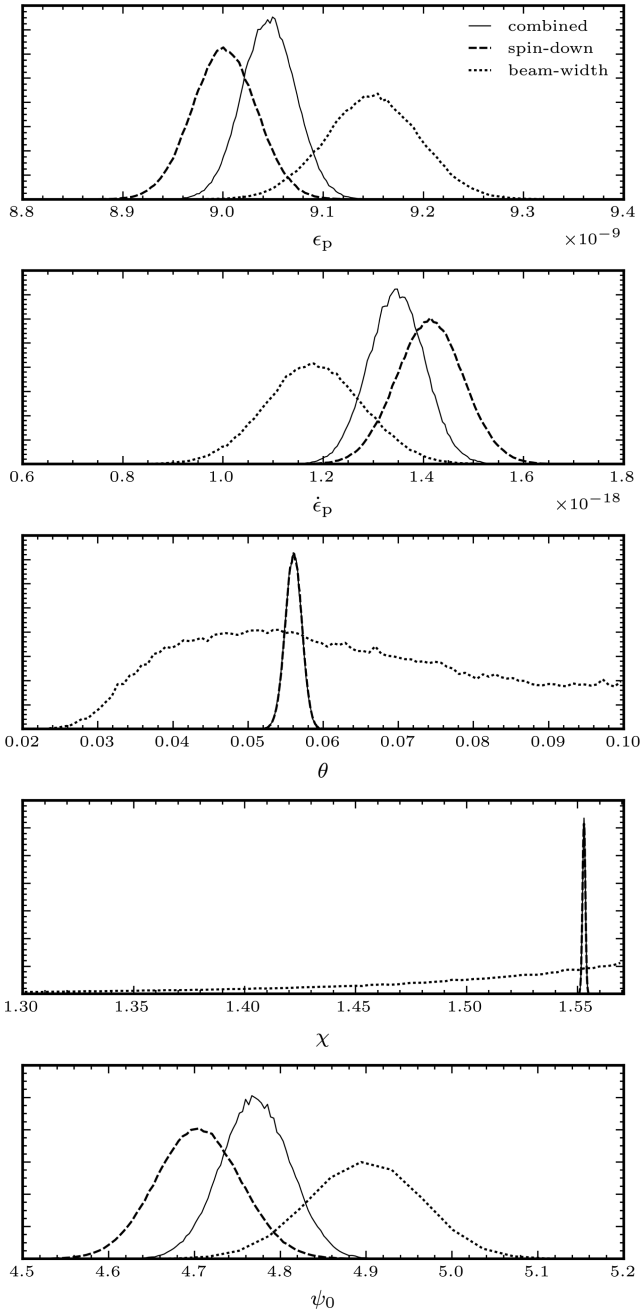 combined
spin-down
beam-width
8.8 8.9 9.0 9.1 9.2 9.3 9.4
ϵp ×10−9
0.6 0.8 1.0 1.2 1.4 1.6 1.8
ϵ̇p ×10−18
0.02 0.03 0.04 0.05 0.06 0.07 0.08 0.09 0.10
θ
1.30 1.35 1.40 1.45 1.50 1.55
χ
4.5 4.6 4.7 4.8 4.9 5.0 5.1 5.2
ψ0